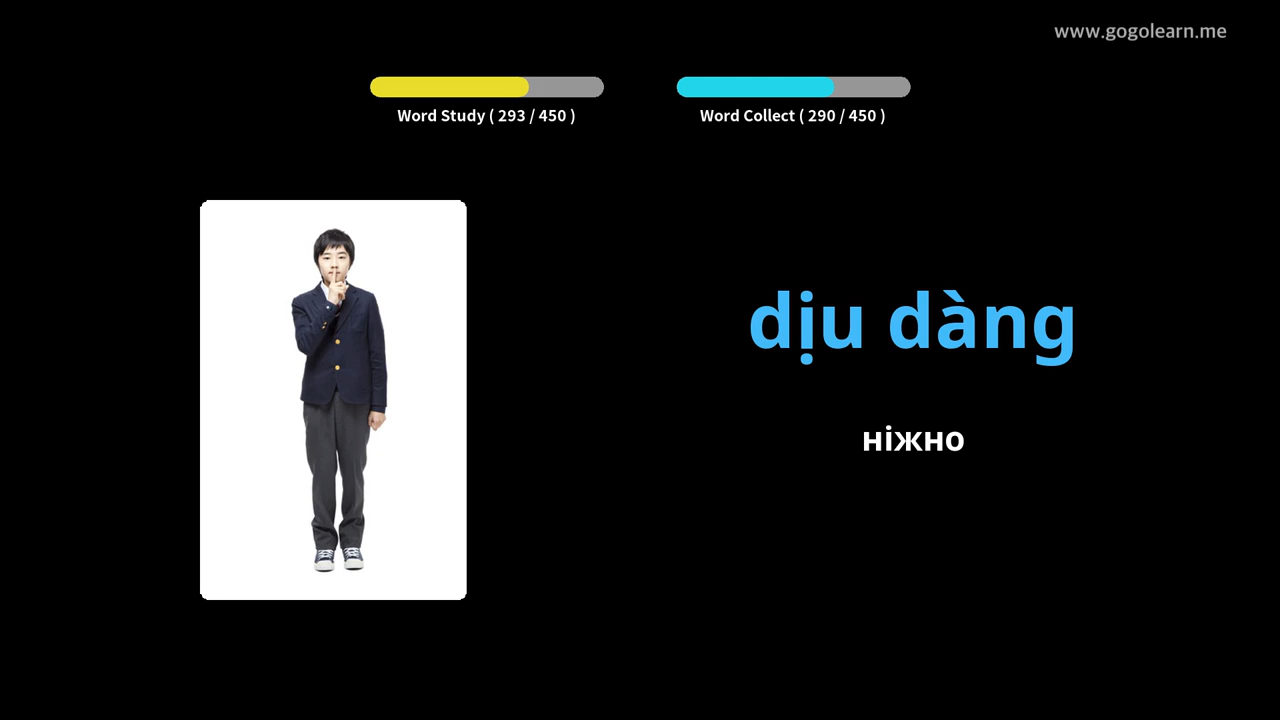 www.gogolearn.me
Word Study ( 293 / 450 )
Word Collect ( 290 / 450 )
dịu dàng
ніжно